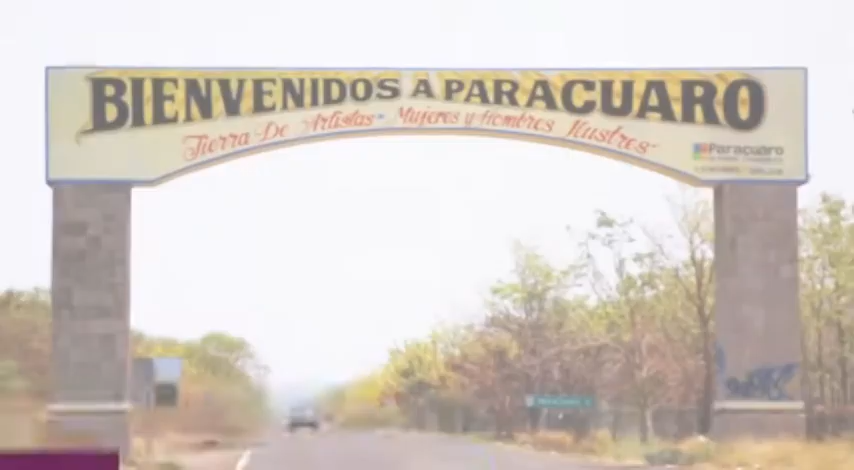 BIENVENIDOS A PARACUARO
Tierra De Artistas - Mujeres y Hombres Ilustres
Paracuaro